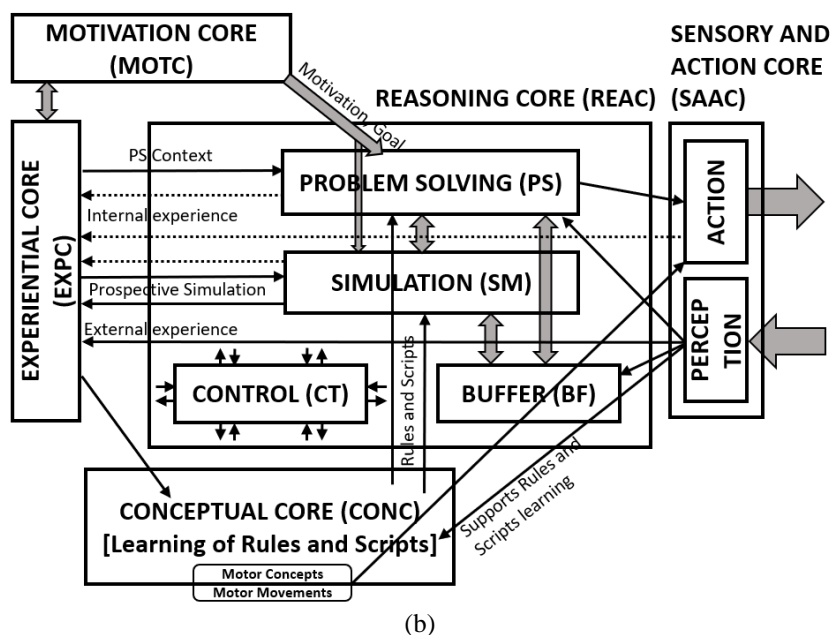 MOTIVATION CORE
(MOTC)
SENSORY AND
ACTION CORE
(SAAC)
Motivation, Goal
REASONING CORE (REAC)
EXPERIENTIAL CORE
(EXPC)
PS Context
PROBLEM SOLVING (PS)
ACTION
Internal experience
SIMULATION (SM)
Prospective Simulation
External experience
PERCEP
TION
CONTROL (CT)
Rules and Scripts
BUFFER (BF)
Supports Rules and
Scripts learning
CONCEPTUAL CORE (CONC)
[Learning of Rules and Scripts]
Motor Concepts
Motor Movements
(b)